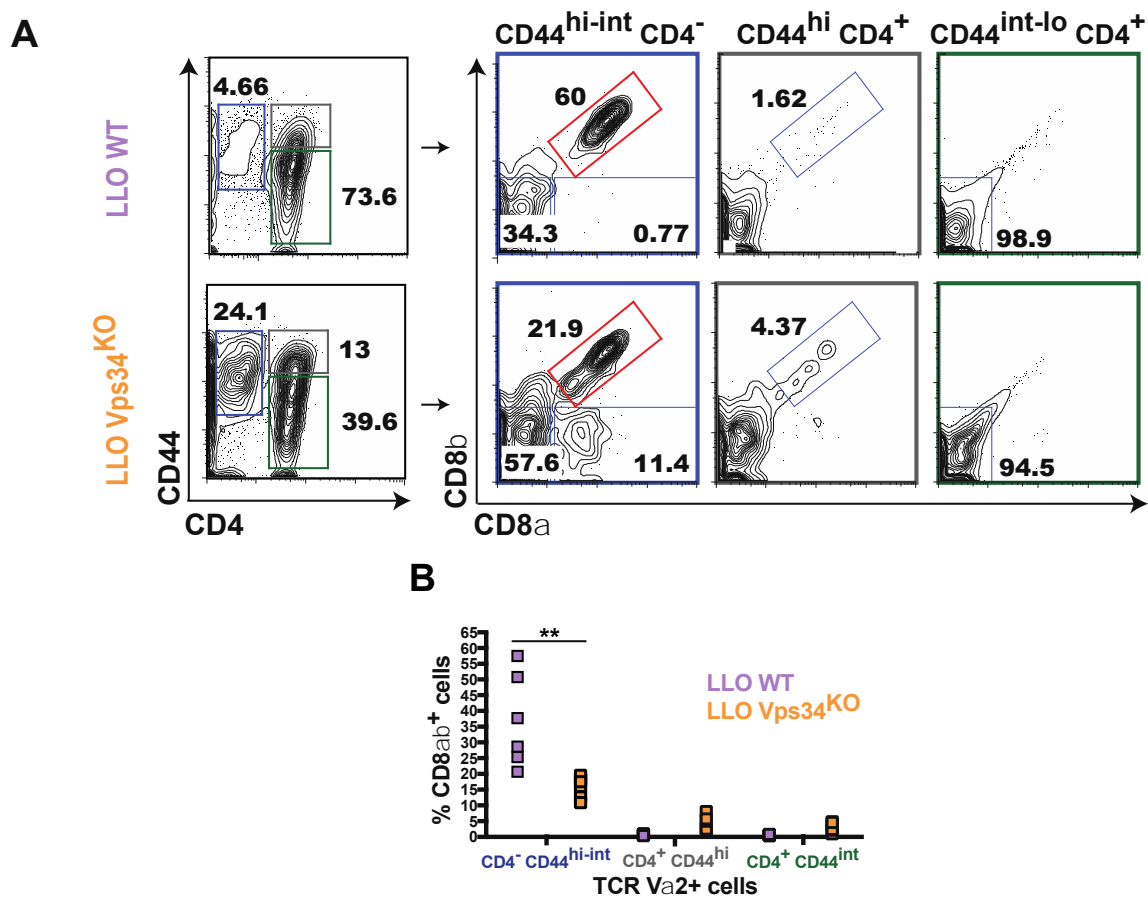 A
CD44hi-int CD4-
CD44hi CD4+
CD44int-lo CD4+
LLO WT
4.66
73.6
60
34.3
0.77
1.62
98.9
LLO Vps34KO
24.1
13
39.6
21.9
57.6
11.4
4.37
94.5
CD44
CD4
CD8b
CD8a
B
65
60
55
50
45
40
35
30
25
20
15
10
5
0
% CD8ab+ cells
**
LLO WT
LLO Vps34KO
CD4- CD44hi-int
CD4+ CD44hi
CD4+ CD44int
TCR Va2+ cells